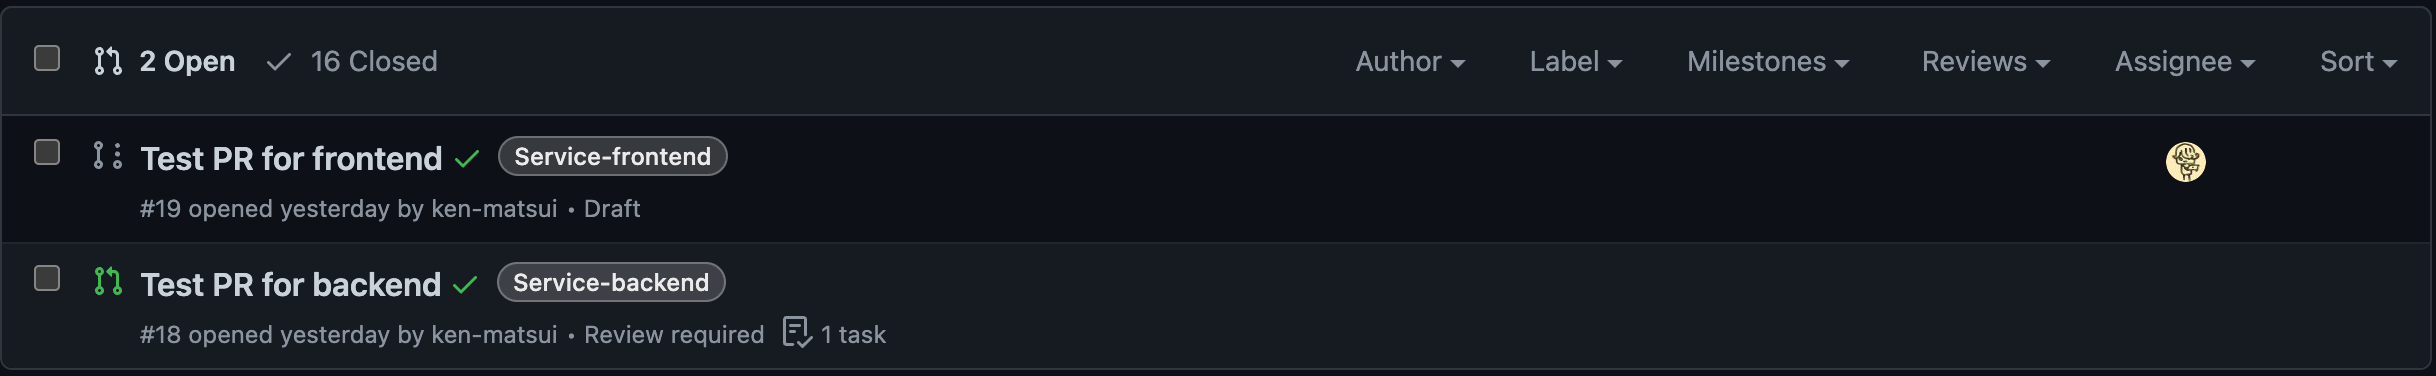 2 Open 16 Closed Author Label Milestones Reviews Assignee Sort
Test PR for frontend Service-frontend
#19 opened yesterday by ken-matsui • Draft
Test PR for backend Service-backend
#18 opened yesterday by ken-matsui • Review required 1 task